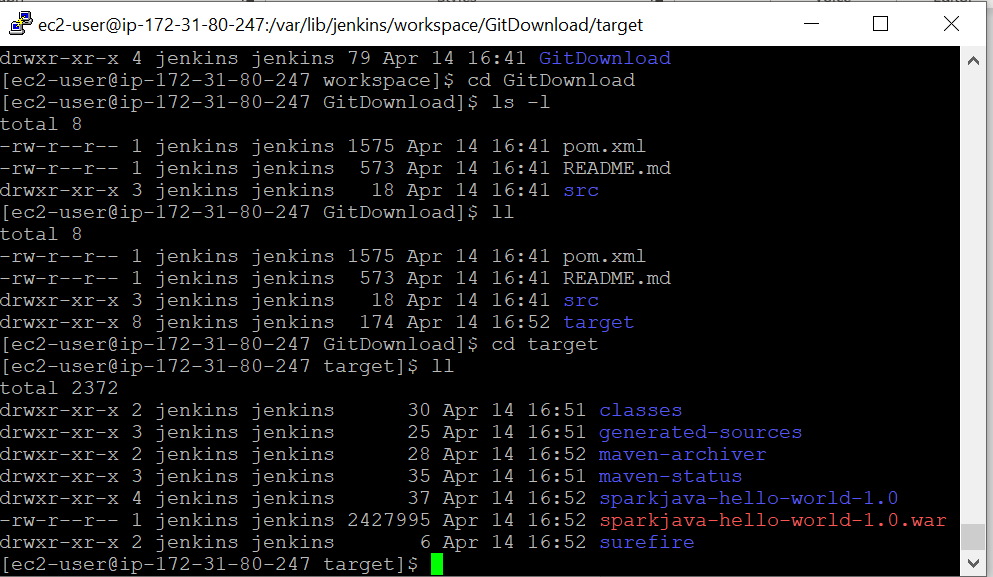 ec2-user@ip-172-31-80-247:/var/lib/jenkins/workspace/GitDownload/target
drwxr-xr-x 4 jenkins jenkins 79 Apr 14 16:41 GitDownload
[ec2-user@ip-172-31-80-247 workspace]$ cd GitDownload
[ec2-user@ip-172-31-80-247 GitDownload]$ ls -l
total 8
-rw-r--r-- 1 jenkins jenkins 1575 Apr 14 16:41 pom.xml
-rw-r--r-- 1 jenkins jenkins  573 Apr 14 16:41 README.md
drwxr-xr-x 3 jenkins jenkins   18 Apr 14 16:41 src
[ec2-user@ip-172-31-80-247 GitDownload]$ ll
total 8
-rw-r--r-- 1 jenkins jenkins 1575 Apr 14 16:41 pom.xml
-rw-r--r-- 1 jenkins jenkins  573 Apr 14 16:41 README.md
drwxr-xr-x 3 jenkins jenkins   18 Apr 14 16:41 src
drwxr-xr-x 8 jenkins jenkins  174 Apr 14 16:52 target
[ec2-user@ip-172-31-80-247 GitDownload]$ cd target
[ec2-user@ip-172-31-80-247 target]$ ll
total 2372
drwxr-xr-x 2 jenkins jenkins      30 Apr 14 16:51 classes
drwxr-xr-x 3 jenkins jenkins      25 Apr 14 16:51 generated-sources
drwxr-xr-x 2 jenkins jenkins      28 Apr 14 16:52 maven-archiver
drwxr-xr-x 3 jenkins jenkins      35 Apr 14 16:51 maven-status
drwxr-xr-x 4 jenkins jenkins      37 Apr 14 16:52 sparkjava-hello-world-1.0
-rw-r--r-- 1 jenkins jenkins 2427995 Apr 14 16:52 sparkjava-hello-world-1.0.war
drwxr-xr-x 2 jenkins jenkins       6 Apr 14 16:52 surefire
[ec2-user@ip-172-31-80-247 target]$